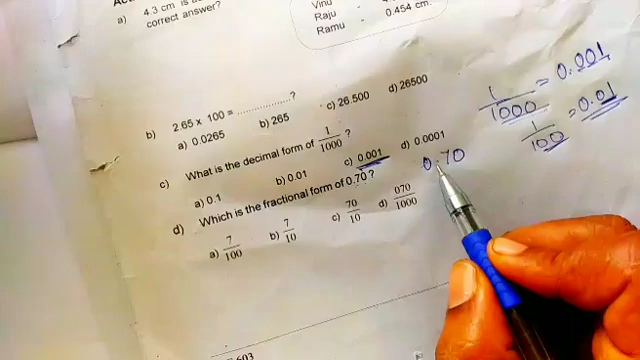 a) 4.3 cm is
correct answer?
Vinu
Raju
Ramu - 0.454 cm.
b) 2.65 x 100 = ................ ?
a) 0.0265 b) 265 c) 26.500 d) 26500
c) What is the decimal form of 1/1000 ?
a) 0.1 b) 0.01 c) 0.001 d) 0.0001
d) Which is the fractional form of 0.70 ?
a) 7/100 b) 7/10 c) 70/10 d) 070/1000
1/1000 = 0.001
1/100 = 0.01
0.70
603